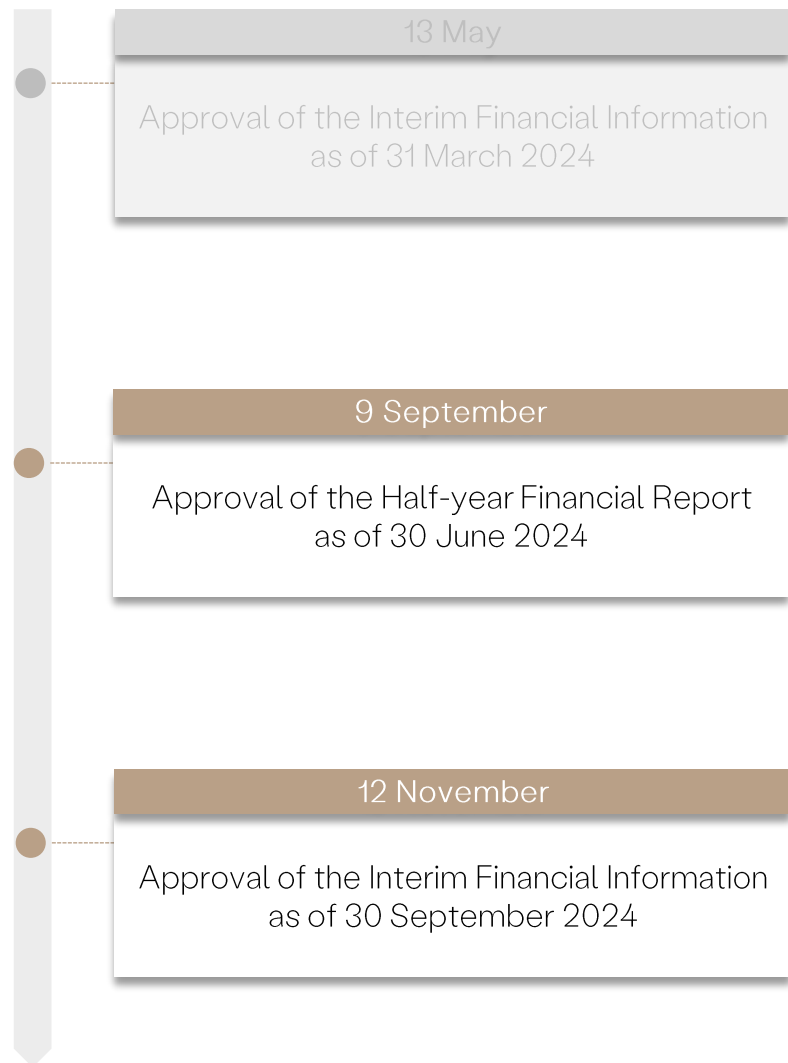 13 May
Approval of the Interim Financial Information
as of 31 March 2024
9 September
Approval of the Half-year Financial Report
as of 30 June 2024
12 November
Approval of the Interim Financial Information
as of 30 September 2024